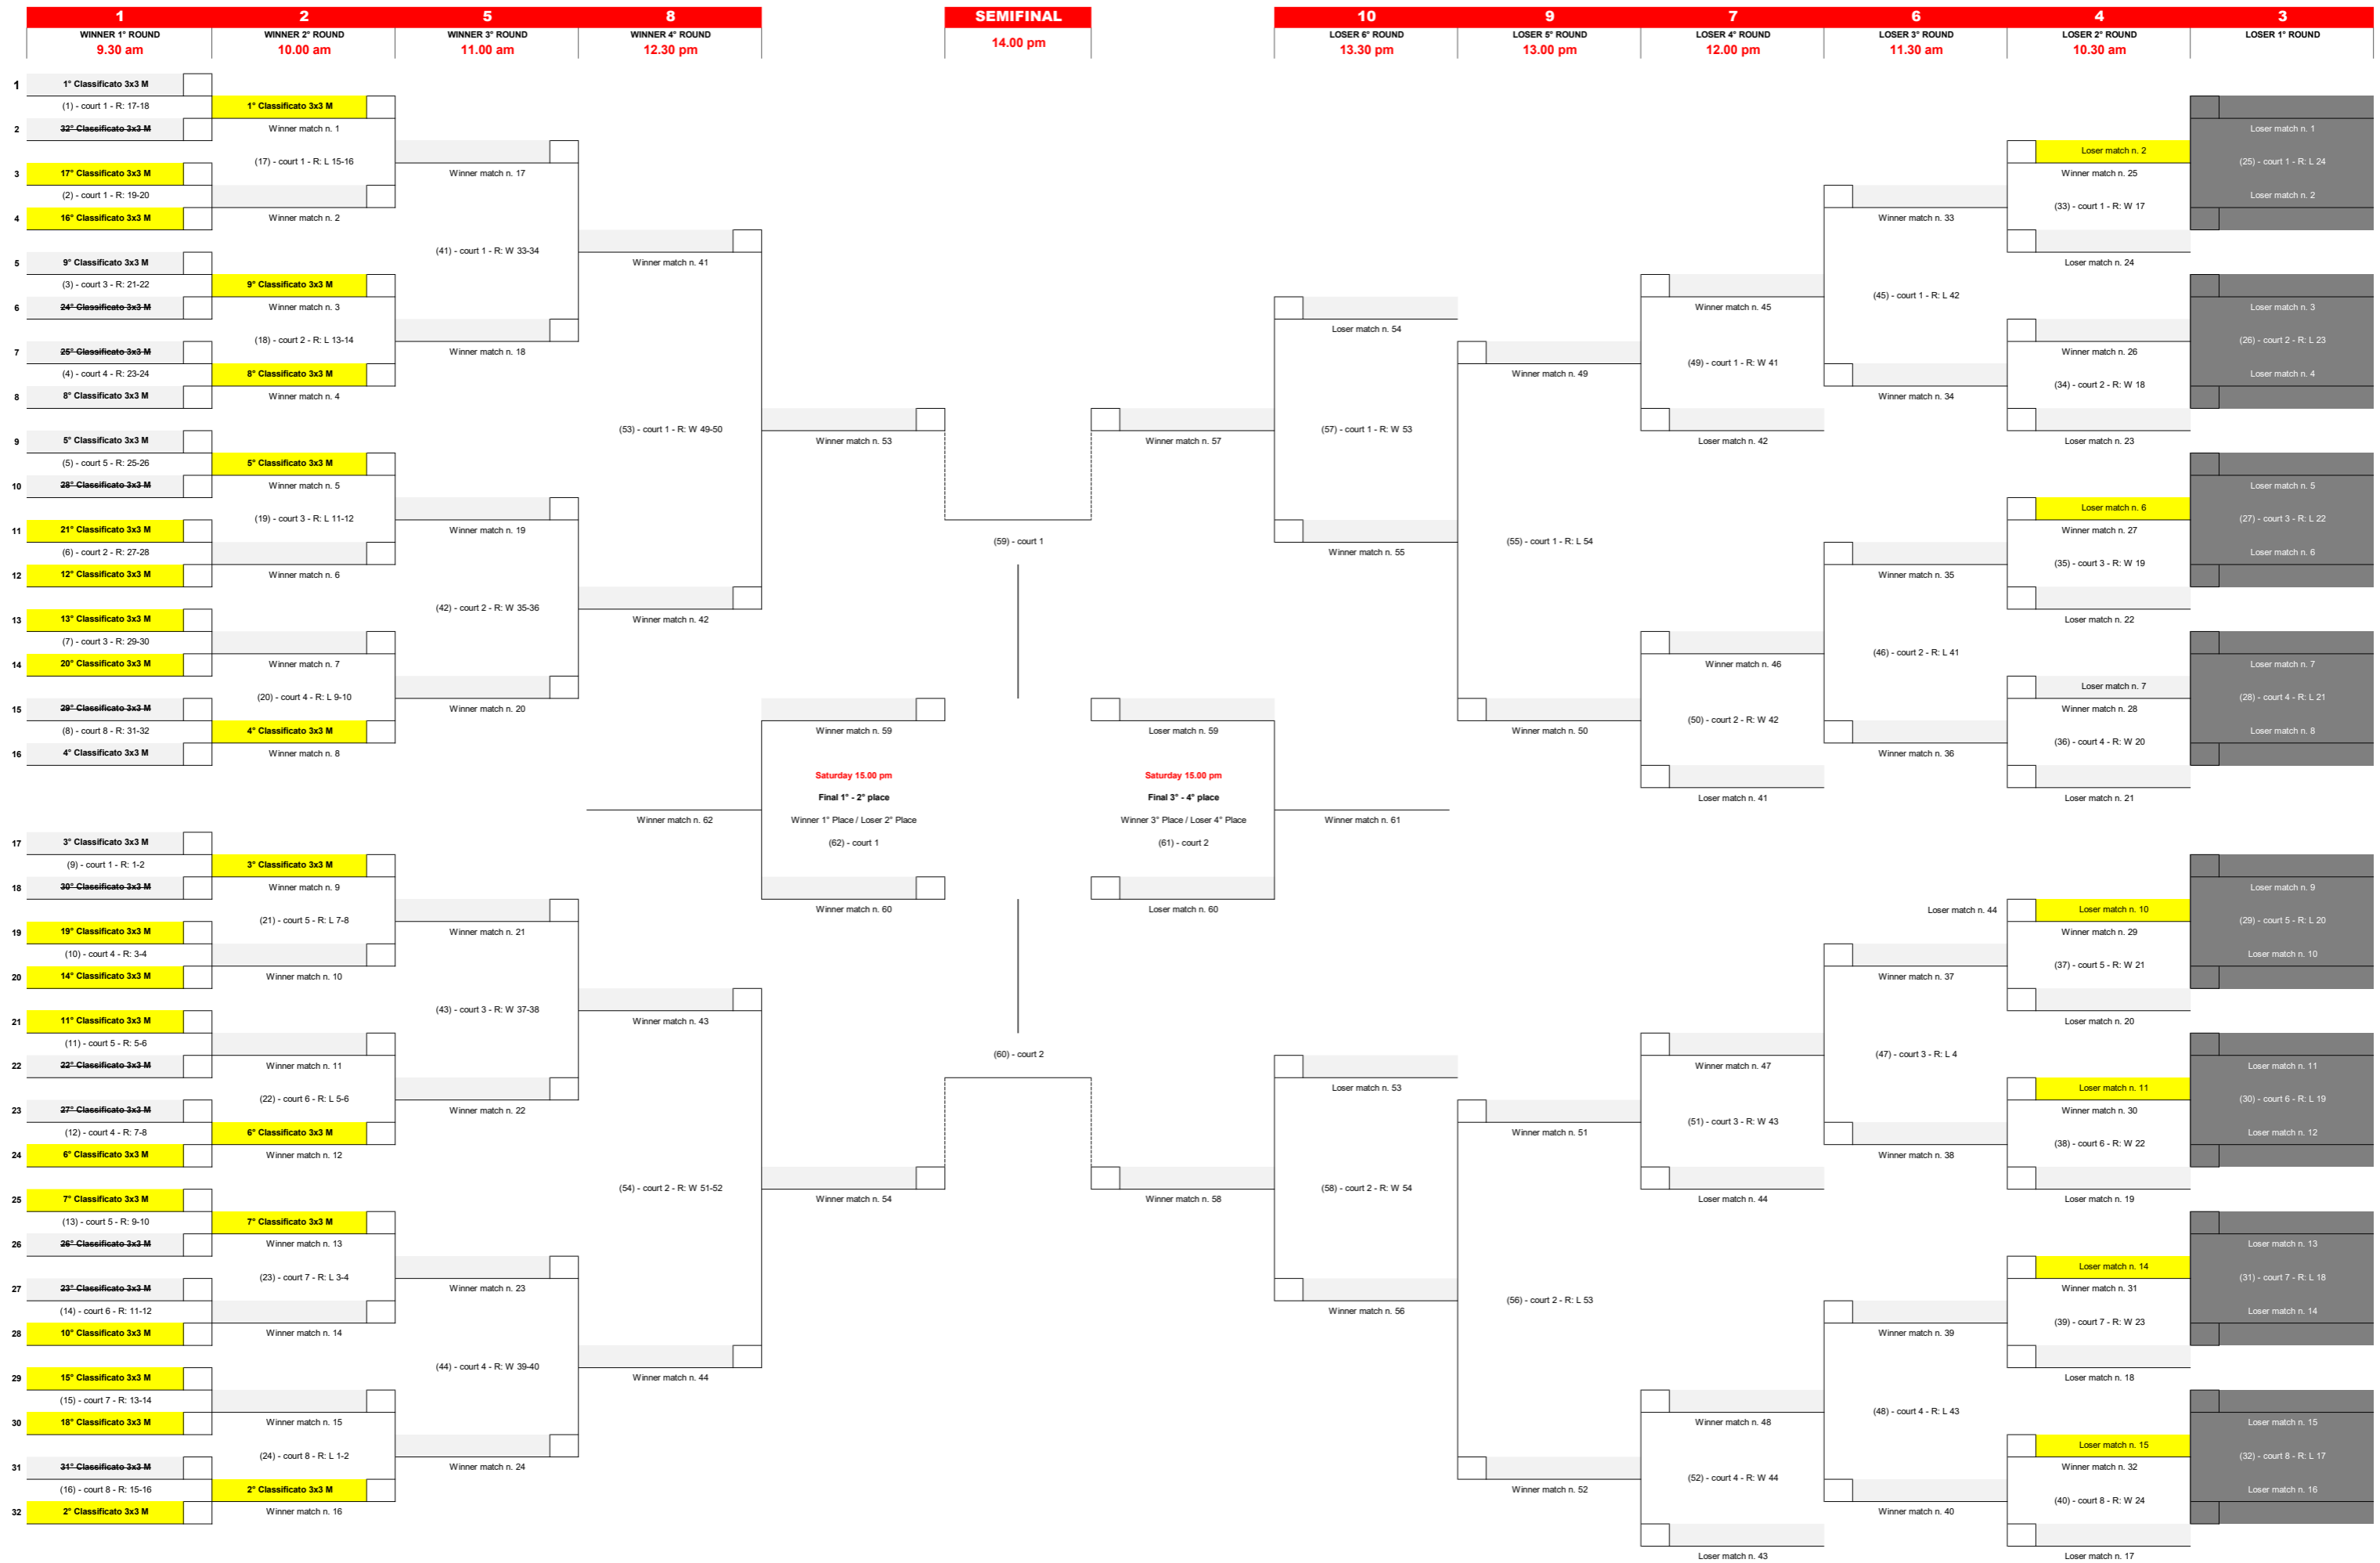 1 2 5 8 SEMIFINAL 10 9 7 6 4 3
WINNER 1° ROUND WINNER 2° ROUND WINNER 3° ROUND WINNER 4° ROUND LOSER 6° ROUND LOSER 5° ROUND LOSER 4° ROUND LOSER 3° ROUND LOSER 2° ROUND LOSER 1° ROUND
9.30 am 10.00 am 11.00 am 12.30 pm 14.00 pm 13.30 pm 13.00 pm 12.00 pm 11.30 am 10.30 am
1 1° Classificato 3x3 M
(1) - court 1 - R: 17-18
2 32° Classificato 3x3 M
3 17° Classificato 3x3 M
(2) - court 1 - R: 19-20
4 16° Classificato 3x3 M
5 9° Classificato 3x3 M
(3) - court 3 - R: 21-22
6 24° Classificato 3x3 M
7 25° Classificato 3x3 M
(4) - court 4 - R: 23-24
8 8° Classificato 3x3 M
9 5° Classificato 3x3 M
(5) - court 5 - R: 25-26
10 28° Classificato 3x3 M
11 21° Classificato 3x3 M
(6) - court 2 - R: 27-28
12 12° Classificato 3x3 M
13 13° Classificato 3x3 M
(7) - court 3 - R: 29-30
14 20° Classificato 3x3 M
15 29° Classificato 3x3 M
(8) - court 8 - R: 31-32
16 4° Classificato 3x3 M
17 3° Classificato 3x3 M
(9) - court 1 - R: 1-2
18 30° Classificato 3x3 M
19 19° Classificato 3x3 M
(10) - court 4 - R: 3-4
20 14° Classificato 3x3 M
21 11° Classificato 3x3 M
(11) - court 5 - R: 5-6
22 22° Classificato 3x3 M
23 27° Classificato 3x3 M
(12) - court 4 - R: 7-8
24 6° Classificato 3x3 M
25 7° Classificato 3x3 M
(13) - court 5 - R: 9-10
26 26° Classificato 3x3 M
27 23° Classificato 3x3 M
(14) - court 6 - R: 11-12
28 10° Classificato 3x3 M
29 15° Classificato 3x3 M
(15) - court 7 - R: 13-14
30 18° Classificato 3x3 M
31 31° Classificato 3x3 M
(16) - court 8 - R: 15-16
32 2° Classificato 3x3 M
1° Classificato 3x3 M
Winner match n. 1
(17) - court 1 - R: L 15-16
Winner match n. 2
9° Classificato 3x3 M
Winner match n. 3
(18) - court 2 - R: L 13-14
8° Classificato 3x3 M
Winner match n. 4
5° Classificato 3x3 M
Winner match n. 5
(19) - court 3 - R: L 11-12
Winner match n. 6
Winner match n. 7
(20) - court 4 - R: L 9-10
4° Classificato 3x3 M
Winner match n. 8
3° Classificato 3x3 M
Winner match n. 9
(21) - court 5 - R: L 7-8
Winner match n. 10
Winner match n. 11
(22) - court 6 - R: L 5-6
6° Classificato 3x3 M
Winner match n. 12
7° Classificato 3x3 M
Winner match n. 13
(23) - court 7 - R: L 3-4
Winner match n. 14
Winner match n. 15
(24) - court 8 - R: L 1-2
2° Classificato 3x3 M
Winner match n. 16
Winner match n. 17
(41) - court 1 - R: W 33-34
Winner match n. 18
Winner match n. 19
(42) - court 2 - R: W 35-36
Winner match n. 20
Winner match n. 21
(43) - court 3 - R: W 37-38
Winner match n. 22
Winner match n. 23
(44) - court 4 - R: W 39-40
Winner match n. 24
Winner match n. 41
(53) - court 1 - R: W 49-50
Winner match n. 42
Winner match n. 62
Winner match n. 43
(54) - court 2 - R: W 51-52
Winner match n. 44
Winner match n. 53
Winner match n. 59
Saturday 15.00 pm
Final 1° - 2° place
Winner 1° Place / Loser 2° Place
(62) - court 1
Winner match n. 60
Winner match n. 54
(59) - court 1
(60) - court 2
Winner match n. 57
Loser match n. 59
Saturday 15.00 pm
Final 3° - 4° place
Winner 3° Place / Loser 4° Place
(61) - court 2
Loser match n. 60
Winner match n. 58
Loser match n. 54
(57) - court 1 - R: W 53
Winner match n. 55
Winner match n. 61
Loser match n. 53
(58) - court 2 - R: W 54
Winner match n. 56
Winner match n. 49
(55) - court 1 - R: L 54
Winner match n. 50
Winner match n. 51
(56) - court 2 - R: L 53
Winner match n. 52
Winner match n. 45
(49) - court 1 - R: W 41
Loser match n. 42
Winner match n. 46
(50) - court 2 - R: W 42
Loser match n. 41
Winner match n. 47
(51) - court 3 - R: W 43
Loser match n. 44
Winner match n. 48
(52) - court 4 - R: W 44
Loser match n. 43
Winner match n. 33
(45) - court 1 - R: L 42
Winner match n. 34
Winner match n. 35
(46) - court 2 - R: L 41
Winner match n. 36
Loser match n. 44
Winner match n. 37
(47) - court 3 - R: L 4
Winner match n. 38
Winner match n. 39
(48) - court 4 - R: L 43
Winner match n. 40
Loser match n. 2
Winner match n. 25
(33) - court 1 - R: W 17
Loser match n. 24
Winner match n. 26
(34) - court 2 - R: W 18
Loser match n. 23
Loser match n. 6
Winner match n. 27
(35) - court 3 - R: W 19
Loser match n. 22
Loser match n. 7
Winner match n. 28
(36) - court 4 - R: W 20
Loser match n. 21
Loser match n. 10
Winner match n. 29
(37) - court 5 - R: W 21
Loser match n. 20
Loser match n. 11
Winner match n. 30
(38) - court 6 - R: W 22
Loser match n. 19
Loser match n. 14
Winner match n. 31
(39) - court 7 - R: W 23
Loser match n. 18
Loser match n. 15
Winner match n. 32
(40) - court 8 - R: W 24
Loser match n. 17
Loser match n. 1
(25) - court 1 - R: L 24
Loser match n. 2
Loser match n. 3
(26) - court 2 - R: L 23
Loser match n. 4
Loser match n. 5
(27) - court 3 - R: L 22
Loser match n. 6
Loser match n. 7
(28) - court 4 - R: L 21
Loser match n. 8
Loser match n. 9
(29) - court 5 - R: L 20
Loser match n. 10
Loser match n. 11
(30) - court 6 - R: L 19
Loser match n. 12
Loser match n. 13
(31) - court 7 - R: L 18
Loser match n. 14
Loser match n. 15
(32) - court 8 - R: L 17
Loser match n. 16